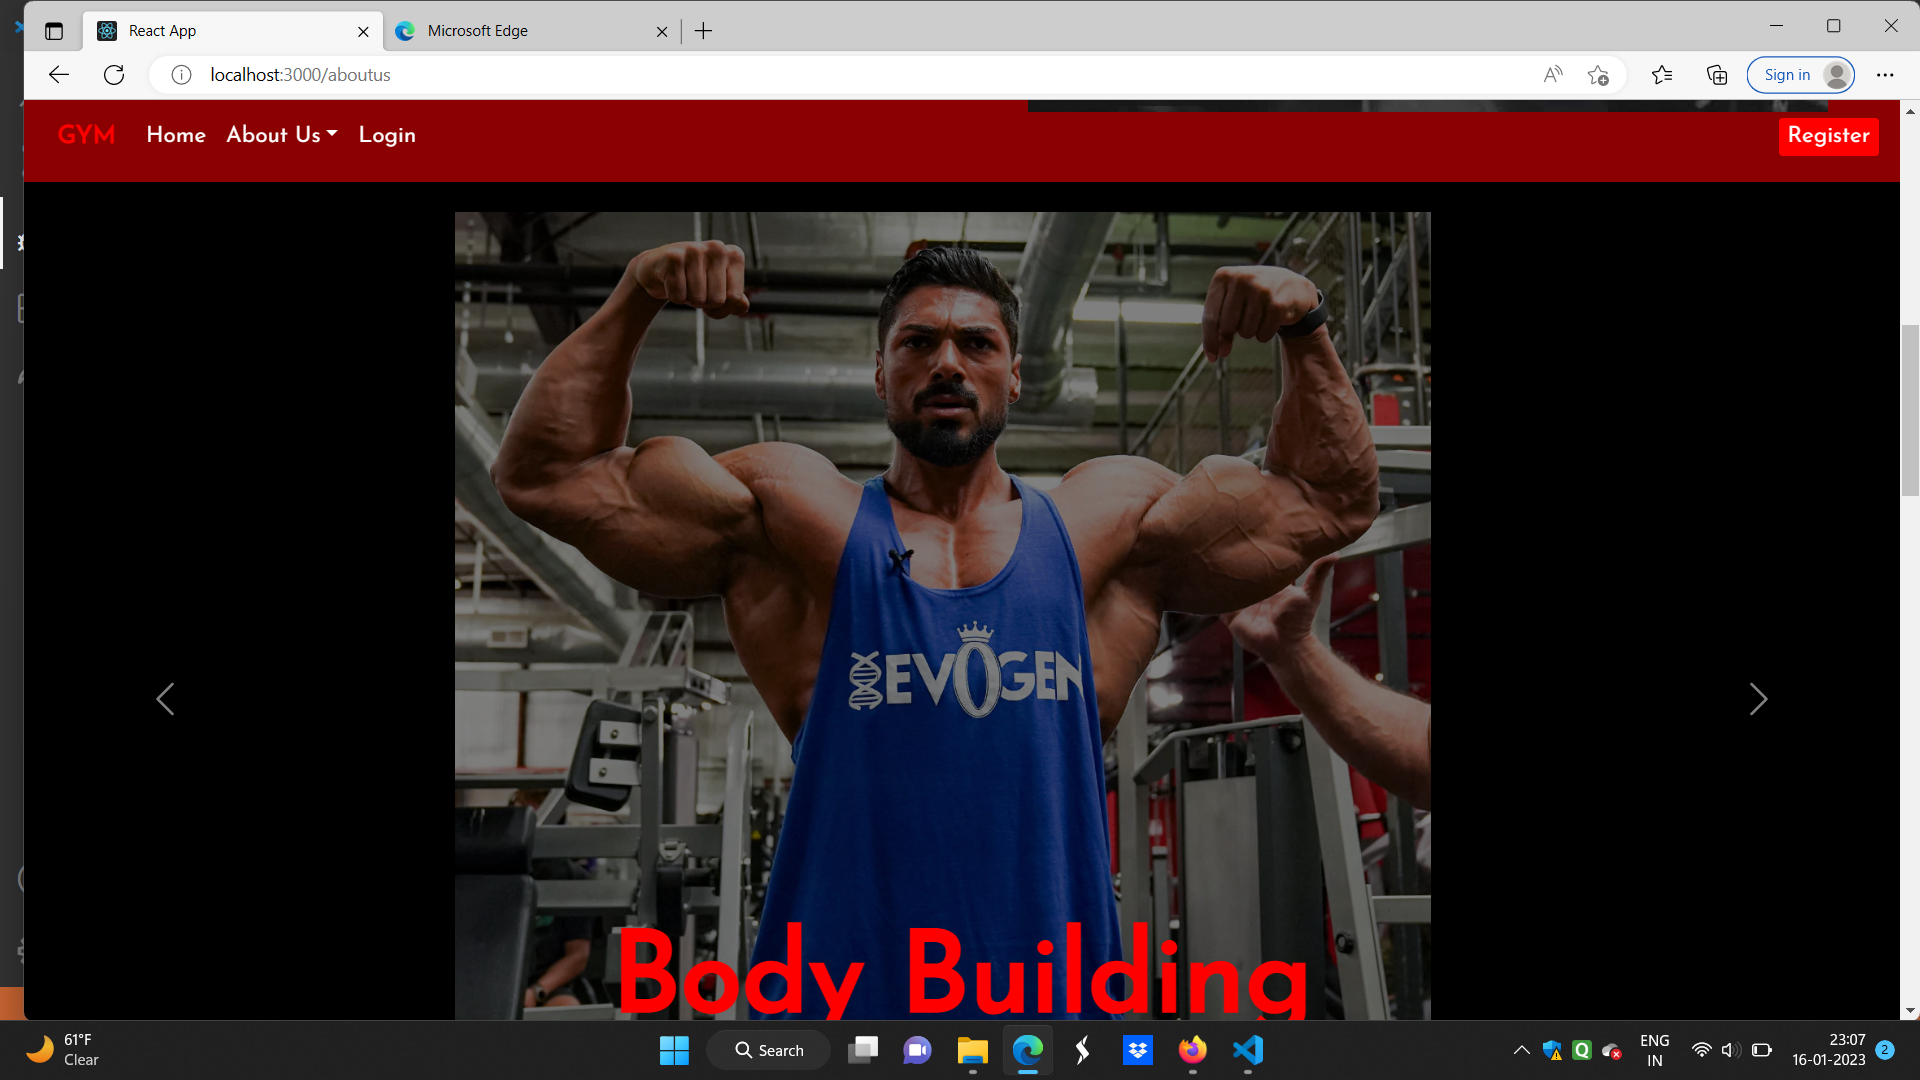 React App
Microsoft Edge
localhost:3000/aboutus
Sign in
GYM Home About Us Login Register
EVOGEN
Body Building
61°F
Clear
Search
ENG
IN
23:07
16-01-2023
2